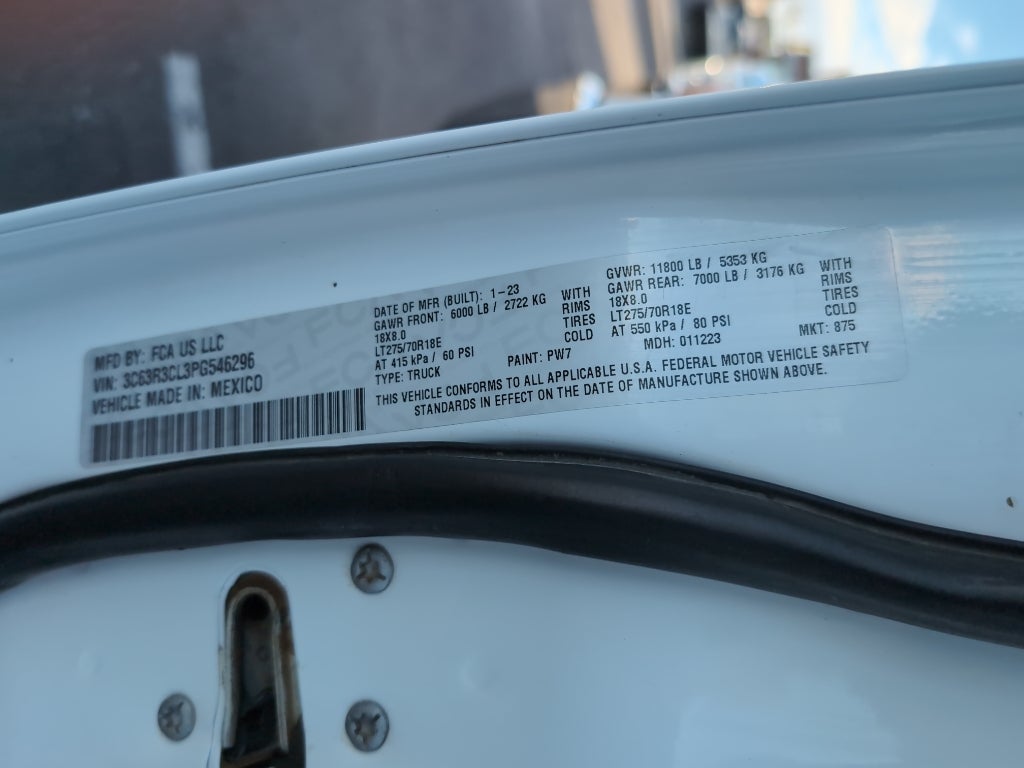 MFD BY: FCA US LLC
VIN: 3C63R3CL3PG546296
VEHICLE MADE IN: MEXICO
DATE OF MFR (BUILT): 1-23
GAWR FRONT: 6000 LB / 2722 KG WITH
18X8.0 RIMS
LT275/70R18E TIRES
AT 415 kPa / 60 PSI COLD
TYPE: TRUCK PAINT: PW7
GVWR: 11800 LB / 5353 KG
GAWR REAR: 7000 LB / 3176 KG WITH
18X8.0 RIMS
LT275/70R18E TIRES
AT 550 kPa / 80 PSI COLD
MDH: 011223 MKT: 875
THIS VEHICLE CONFORMS TO ALL APPLICABLE U.S.A. FEDERAL MOTOR VEHICLE SAFETY
STANDARDS IN EFFECT ON THE DATE OF MANUFACTURE SHOWN ABOVE.